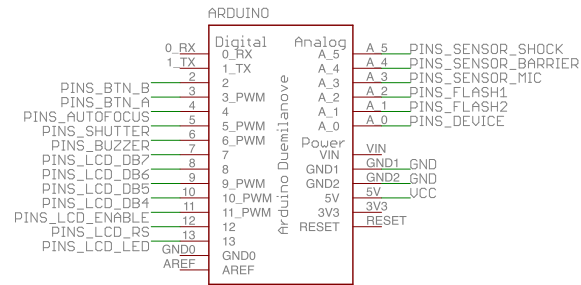 ARDUINO
Digital Analog
0_RX 0_RX A_5 A_5 PINS_SENSOR_SHOCK
1_TX 1_TX A_4 A_4 PINS_SENSOR_BARRIER
PINS_BTN_B 2 2 A_3 A_3 PINS_SENSOR_MIC
PINS_BTN_A 3 3_PWM A_2 A_2 PINS_FLASH1
PINS_AUTOFOCUS 4 4 A_1 A_1 PINS_FLASH2
PINS_SHUTTER 5 5_PWM A_0 A_0 PINS_DEVICE
PINS_BUZZER 6 6_PWM Power
PINS_LCD_DB7 7 7 VIN VIN
PINS_LCD_DB6 8 8 GND1 GND1 GND
PINS_LCD_DB5 9 9_PWM GND2 GND2 GND
PINS_LCD_DB4 10 10_PWM 5V 5V VCC
PINS_LCD_ENABLE 11 11_PWM 3V3 3V3
PINS_LCD_RS 12 12 RESET RESET
PINS_LCD_LED 13 13
GND0 GND0
AREF AREF
Arduino Duemilanove